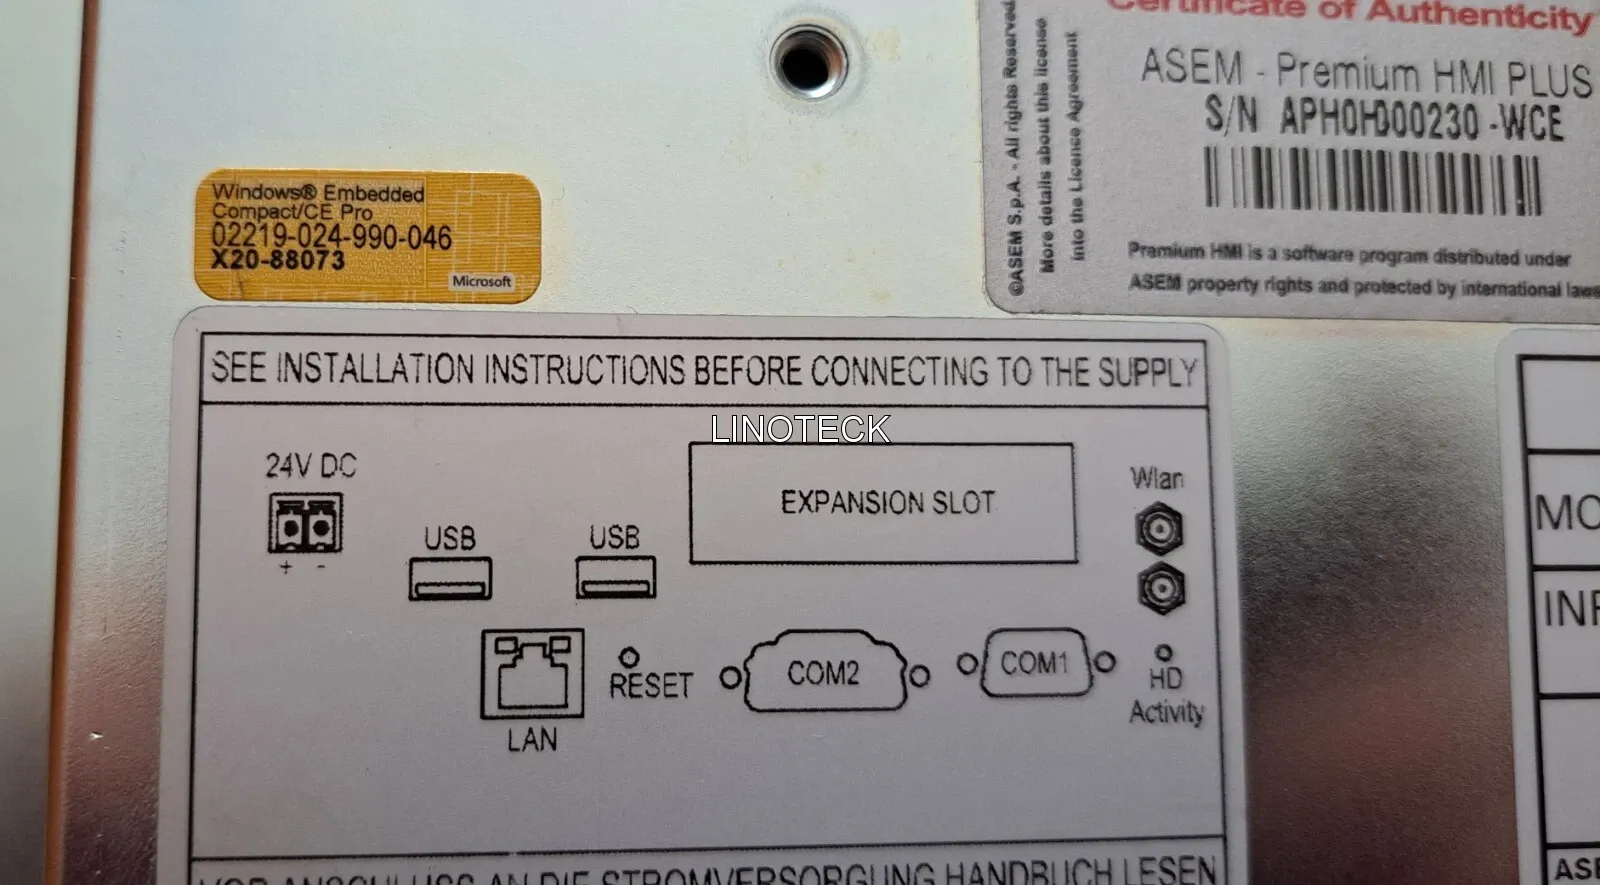 Certificate of Authenticity
ASEM - Premium HMI PLUS
S/N APH0H000230 -WCE
Premium HMI is a software program distributed under
ASEM property rights and protected by international laws
©ASEM S.p.A. - All rights Reserved
More details about this license
into the Licence Agreement
Windows® Embedded
Compact/CE Pro
02219-024-990-046
X20-88073
Microsoft
SEE INSTALLATION INSTRUCTIONS BEFORE CONNECTING TO THE SUPPLY
LINOTECK
24V DC
+ -
USB
USB
EXPANSION SLOT
Wlan
LAN
RESET
COM2
COM1
HD
Activity
VOR ANSCHLUSS AN DIE STROMVERSORGUNG HANDBUCH LESEN